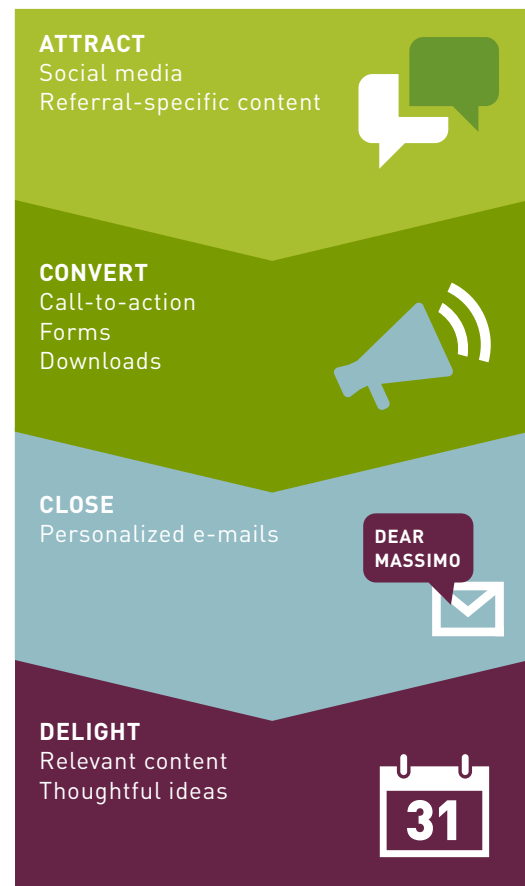 ATTRACT
Social media
Referral-specific content
CONVERT
Call-to-action
Forms
Downloads
CLOSE
Personalized e-mails
DEAR
MASSIMO
DELIGHT
Relevant content
Thoughtful ideas
31